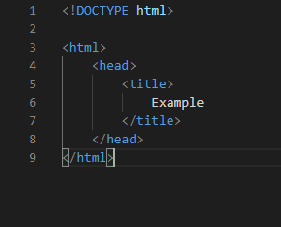 1 <!DOCTYPE html>
2
3 <html>
4 <head>
5 <title>
6 Example
7 </title>
8 </head>
9 </html>